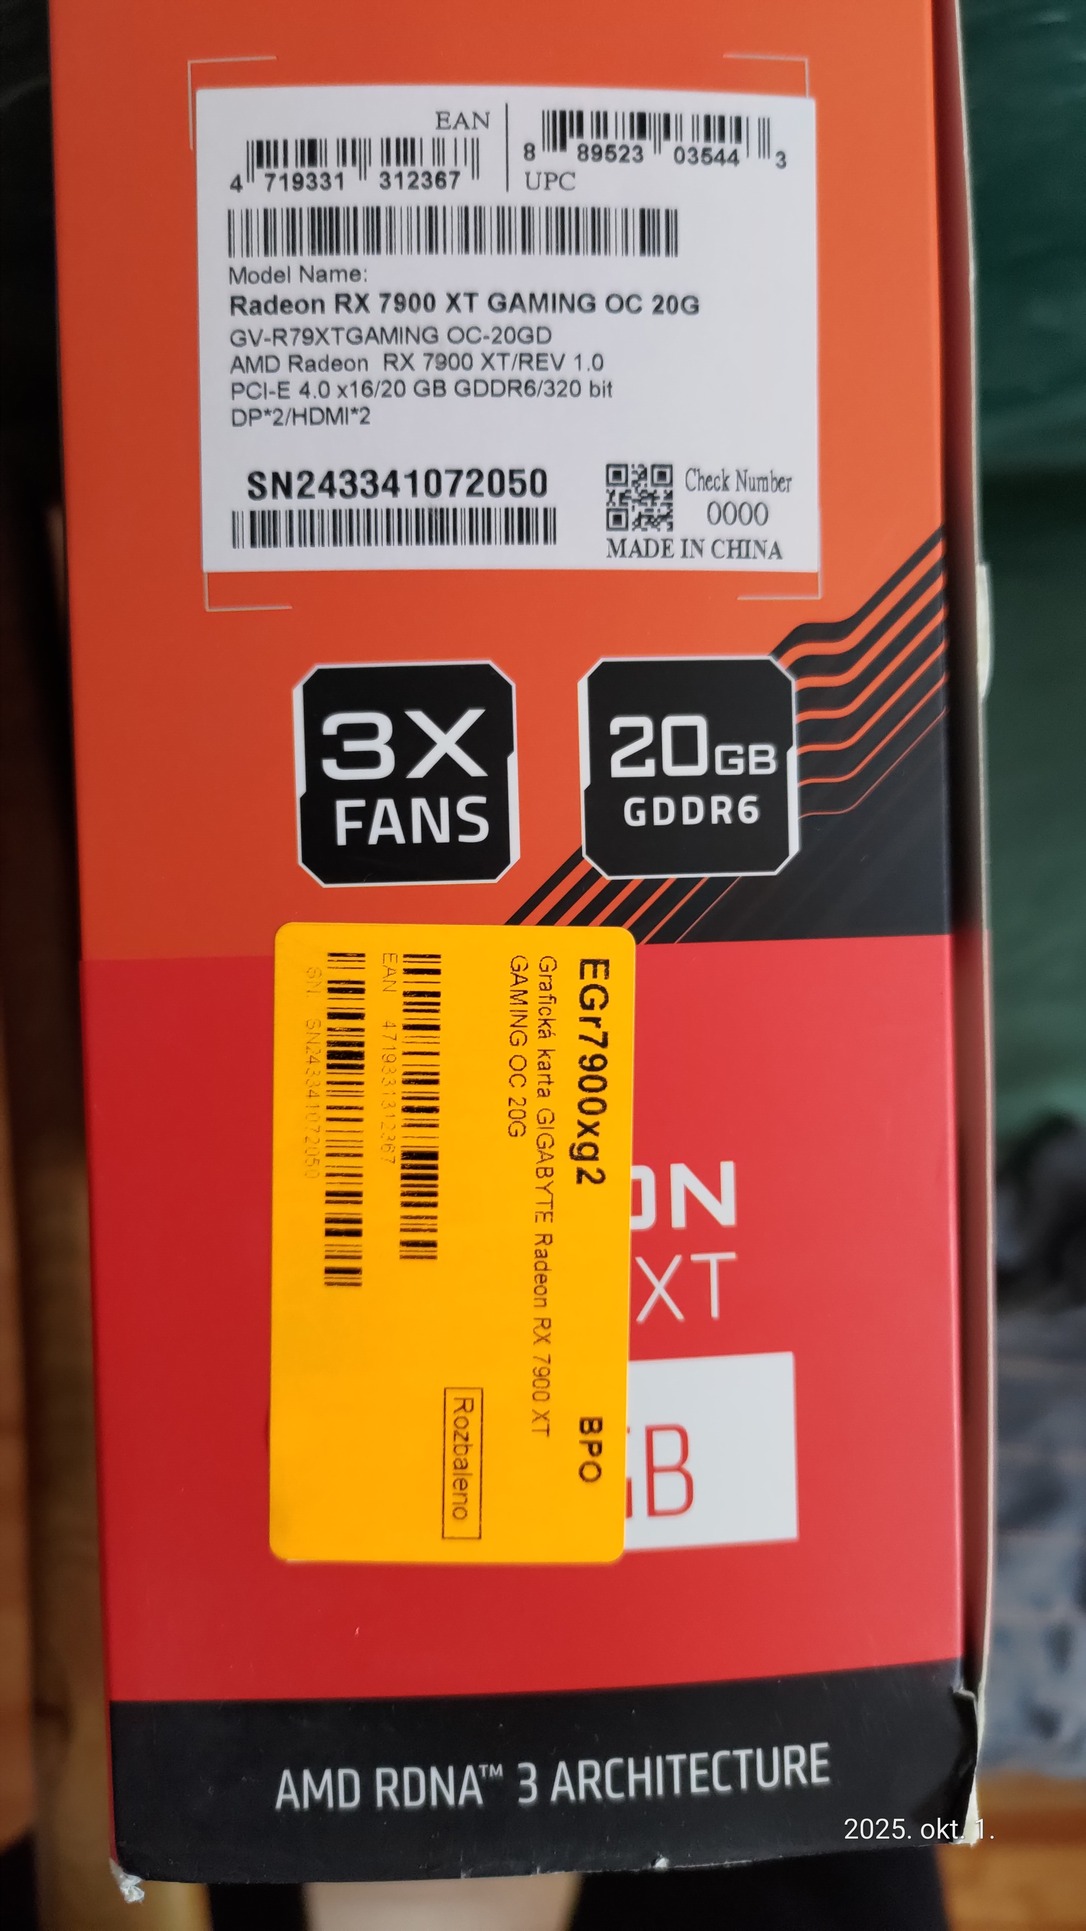 EAN
4 719331 312367
8 89523 03544 3
UPC
Model Name:
Radeon RX 7900 XT GAMING OC 20G
GV-R79XTGAMING OC-20GD
AMD Radeon RX 7900 XT/REV 1.0
PCI-E 4.0 x16/20 GB GDDR6/320 bit
DP*2/HDMI*2
SN243341072050
Check Number
0000
MADE IN CHINA
3X
FANS
20GB
GDDR6
EGr7900xg2 BPO
Grafická karta GIGABYTE Radeon RX 7900 XT
GAMING OC 20G
Rozbaleno
EAN 4719331312367
SN: SN243341072050
ON
XT
GB
AMD RDNA™ 3 ARCHITECTURE
2025. okt. 1.